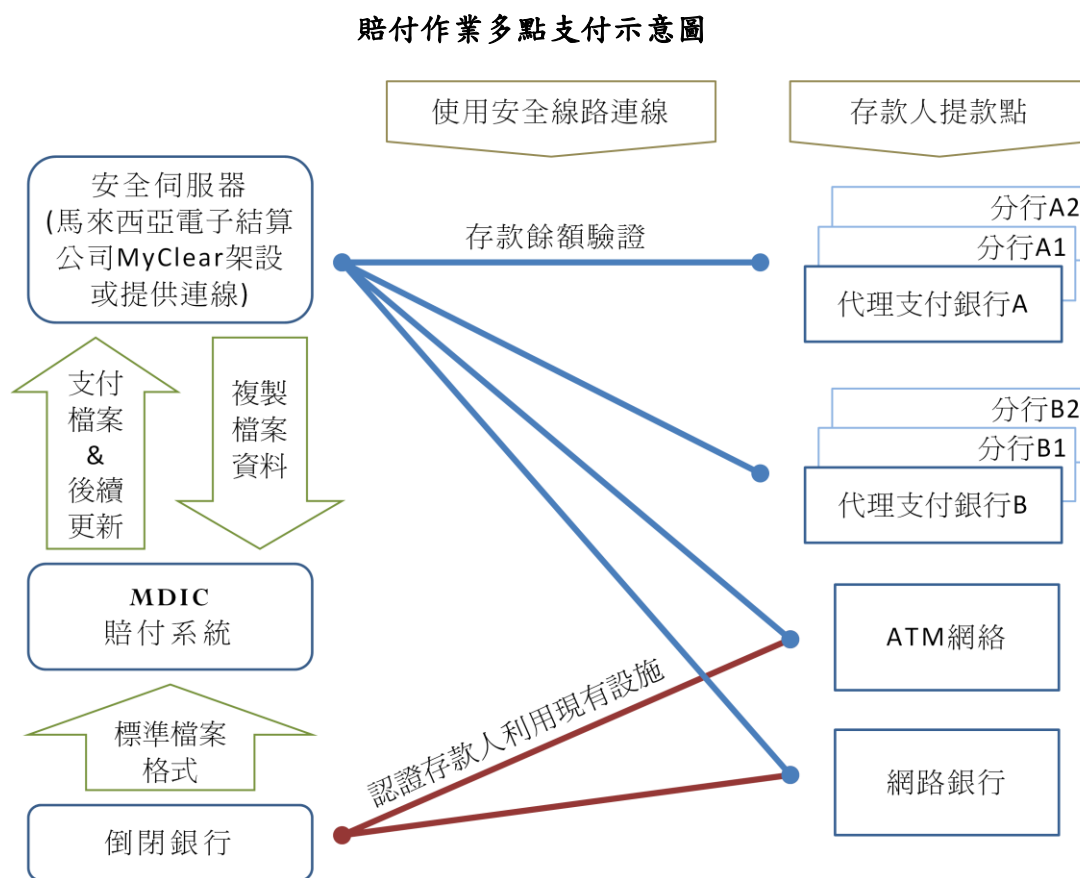 賠付作業多點支付示意圖
使用安全線路連線
存款人提款點
安全伺服器
(馬來西亞電子結算
公司MyClear架設
或提供連線)
存款餘額驗證
分行A2
分行A1
代理支付銀行A
支付
檔案
&
後續
更新
複製
檔案
資料
分行B2
分行B1
代理支付銀行B
MDIC
賠付系統
ATM網絡
認證存款人利用現有設施
標準檔案
格式
網路銀行
倒閉銀行